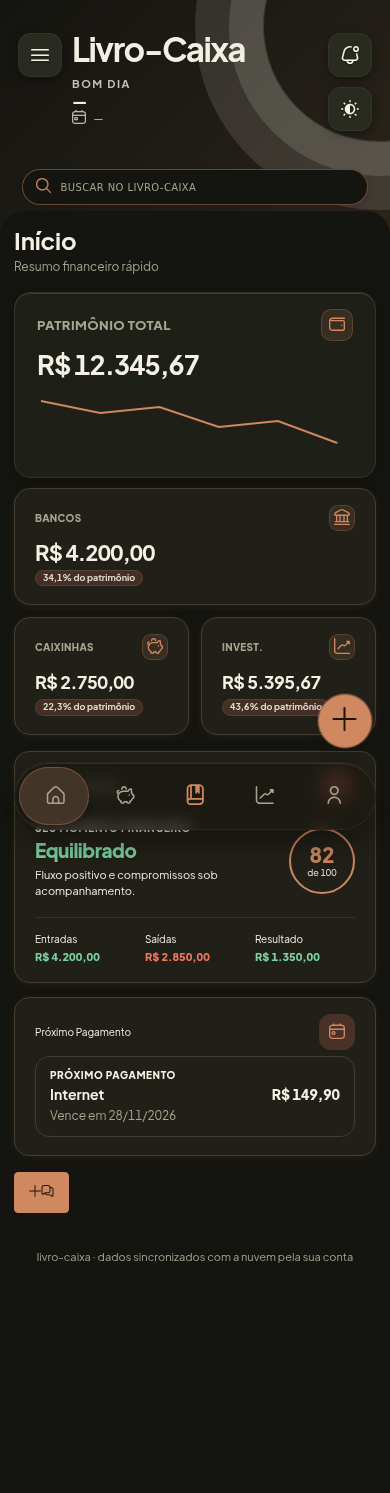 Livro-Caixa
BOM DIA
—
—
BUSCAR NO LIVRO-CAIXA
Início
Resumo financeiro rápido
PATRIMÔNIO TOTAL
R$ 12.345,67
BANCOS
R$ 4.200,00
34,1% do patrimônio
CAIXINHAS
R$ 2.750,00
22,3% do patrimônio
INVEST.
R$ 5.395,67
43,6% do patrimônio
SEU MOMENTO FINANCEIRO
Equilibrado
Fluxo positivo e compromissos sob
acompanhamento.
82
de 100
Entradas
R$ 4.200,00
Saídas
R$ 2.850,00
Resultado
R$ 1.350,00
Próximo Pagamento
PRÓXIMO PAGAMENTO
Internet
R$ 149,90
Vence em 28/11/2026
livro-caixa · dados sincronizados com a nuvem pela sua conta